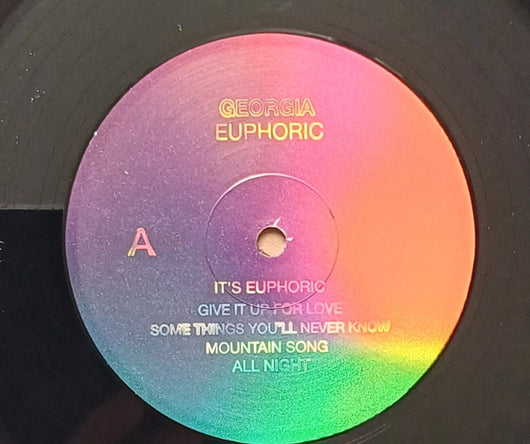 GEORGIA
EUPHORIC
A
IT'S EUPHORIC
GIVE IT UP FOR LOVE
SOME THINGS YOU'LL NEVER KNOW
MOUNTAIN SONG
ALL NIGHT